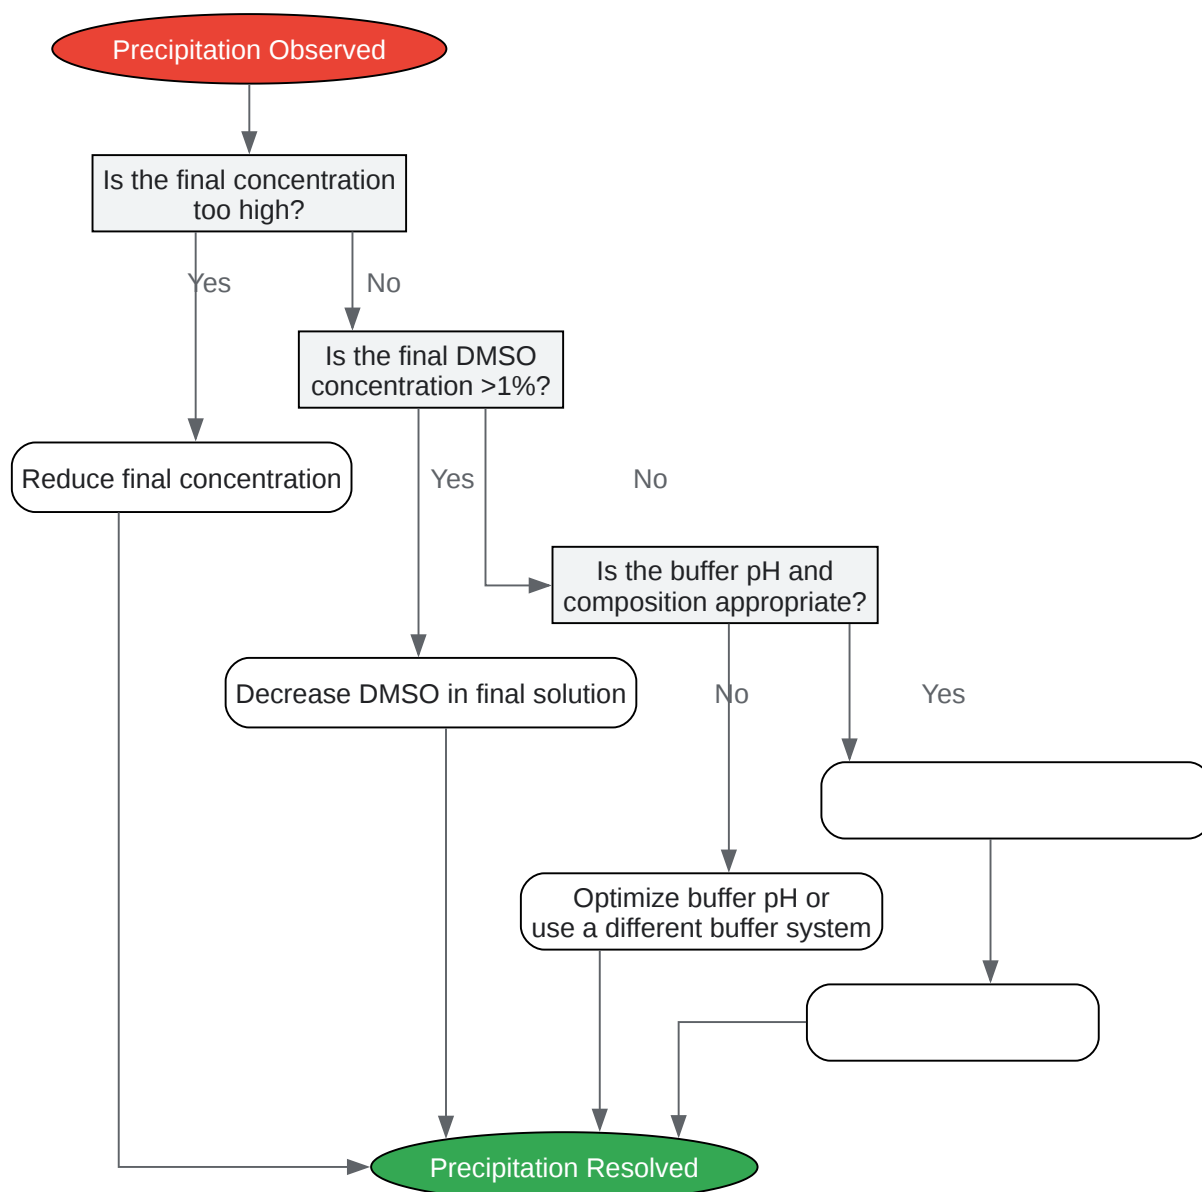 Precipitation Observed
Is the final concentration
too high?
Yes
No
Is the final DMSO
concentration >1%?
Reduce final concentration
Yes
No
Is the buffer pH and
composition appropriate?
Decrease DMSO in final solution
No
Yes
Optimize buffer pH or
use a different buffer system
Precipitation Resolved